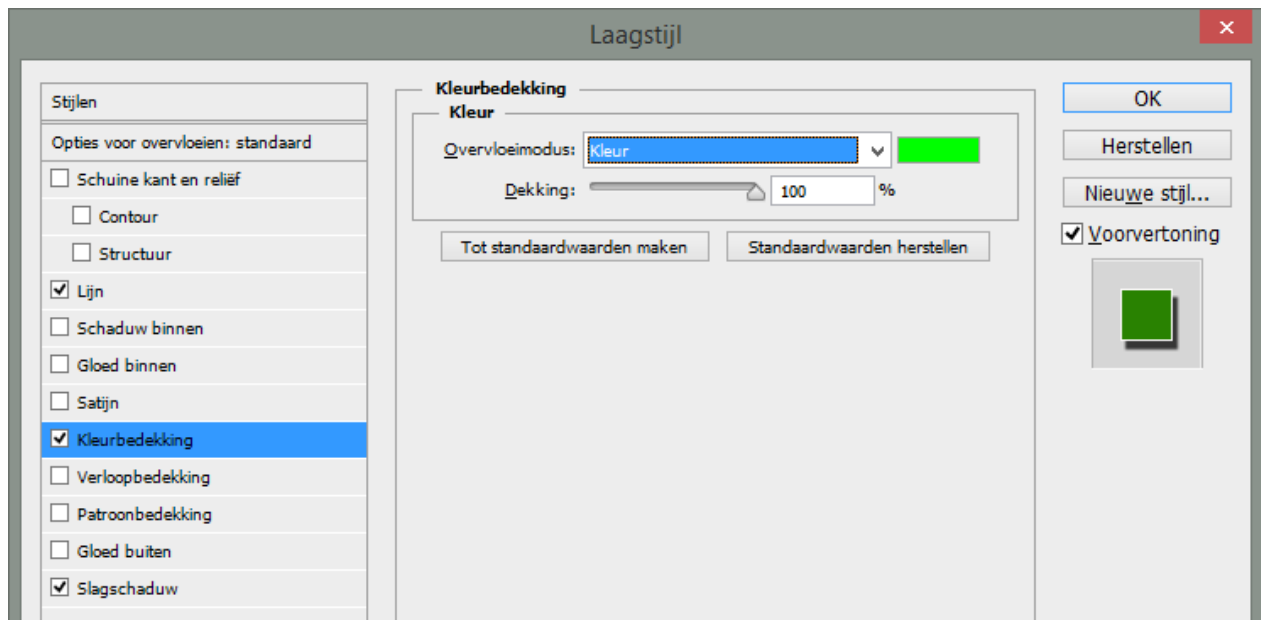 Laagstijl
Stijlen
Opties voor overvloeien: standaard
Schuine kant en reliëf
Contour
Structuur
Lijn
Schaduw binnen
Gloed binnen
Satijn
Kleurbedekking
Verloopbedekking
Patroonbedekking
Gloed buiten
Slagschaduw
Kleurbedekking
Kleur
Overvloeimodus: Kleur
Dekking: 100 %
Tot standaardwaarden maken Standaardwaarden herstellen
OK
Herstellen
Nieuwe stijl...
Voorvertoning